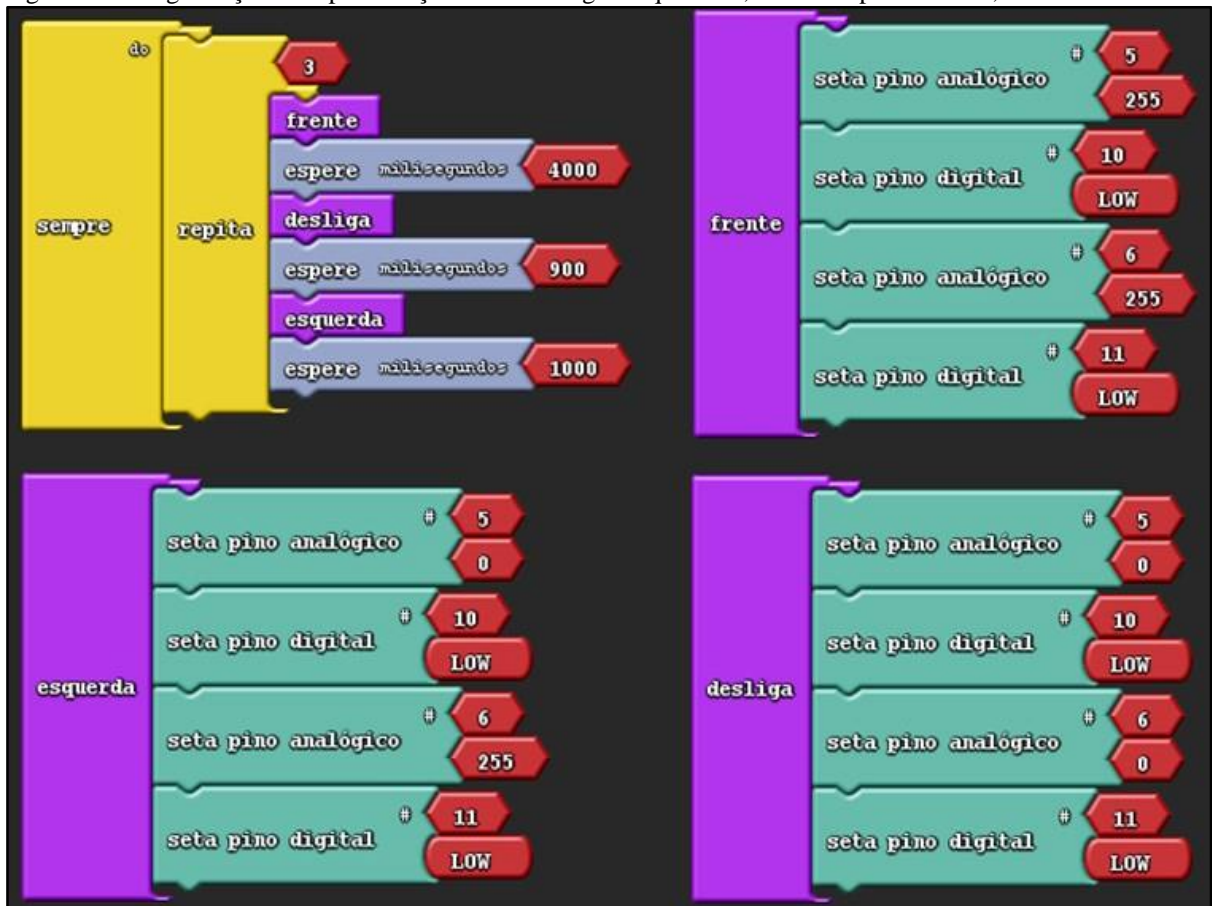 do
3
frente
espere milisegundos 4000
desliga
sempre repita
espere milisegundos 900
esquerda
espere milisegundos 1000
# 5
seta pino analógico
255
# 10
seta pino digital
LOW
frente
# 6
seta pino analógico
255
# 11
seta pino digital
LOW
# 5
seta pino analógico
0
# 10
seta pino digital
LOW
esquerda
# 6
seta pino analógico
255
# 11
seta pino digital
LOW
# 5
seta pino analógico
0
# 10
seta pino digital
LOW
desliga
# 6
seta pino analógico
0
# 11
seta pino digital
LOW